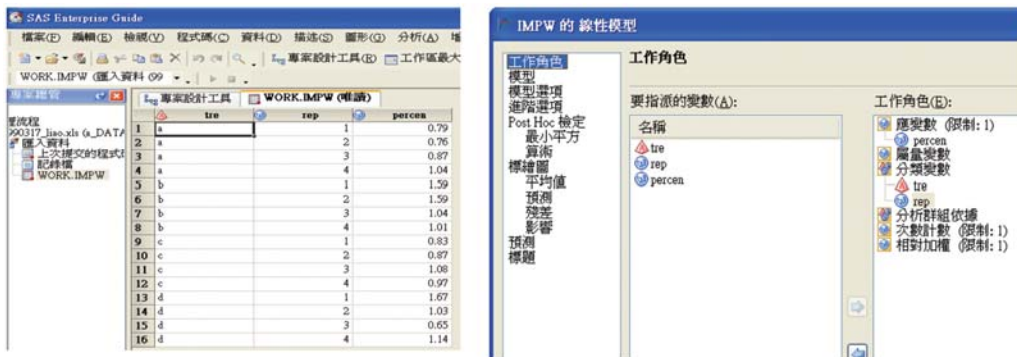 SAS Enterprise Guide
檔案(F) 編輯(E) 檢視(V) 程式碼(C) 資料(D) 描述(S) 圖形(G) 分析(A)
專案設計工具(R) 工作區最大
WORK.IMPW (匯入資料 (99
專案設計工具 WORK.IMPW (唯讀)
990317_liao.xls (a_DATA
匯入資料
上次提交的程式
記錄檔
WORK.IMPW
tre rep percen
1 a 1 0.79
2 a 2 0.76
3 a 3 0.87
4 a 4 1.04
5 b 1 1.59
6 b 2 1.59
7 b 3 1.04
8 b 4 1.01
9 c 1 0.83
10 c 2 0.87
11 c 3 1.08
12 c 4 0.97
13 d 1 1.67
14 d 2 1.03
15 d 3 0.65
16 d 4 1.14
IMPW 的 線性模型
工作角色
模型
模型選項
進階選項
Post Hoc 檢定
最小平方
算術
標繪圖
平均值
預測
殘差
影響
預測
標題
工作角色
要指派的變數(A):
名稱
tre
rep
percen
工作角色(E):
應變數 (限制: 1)
percen
屬量變數
分類變數
tre
rep
分析群組依據
次數計數 (限制: 1)
相對加權 (限制: 1)